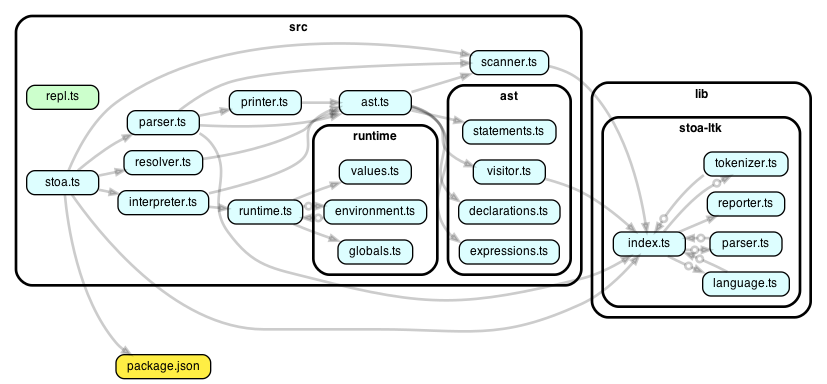 src
scanner.ts
repl.ts
printer.ts
ast.ts
ast
lib
parser.ts
runtime
statements.ts
stoa-ltk
resolver.ts
values.ts
visitor.ts
tokenizer.ts
stoa.ts
interpreter.ts
runtime.ts
environment.ts
declarations.ts
reporter.ts
globals.ts
expressions.ts
index.ts
parser.ts
language.ts
package.json